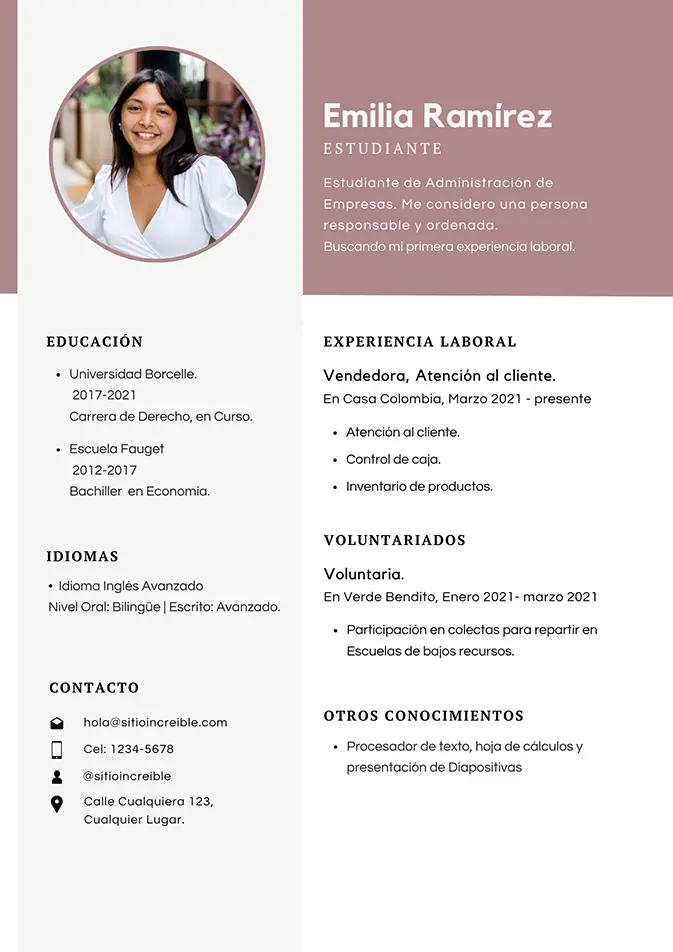 Emilia Ramírez
ESTUDIANTE
Estudiante de Administración de
Empresas. Me considero una persona
responsable y ordenada.
Buscando mi primera experiencia laboral.
EDUCACIÓN
• Universidad Borcelle.
2017-2021
Carrera de Derecho, en Curso.
• Escuela Fauget
2012-2017
Bachiller en Economia.
IDIOMAS
• Idioma Inglés Avanzado
Nivel Oral: Bilingüe | Escrito: Avanzado.
CONTACTO
hola@sitioincreíble.com
Cel: 1234-5678
@sitioincreible
Calle Cualquiera 123,
Cualquier Lugar.
EXPERIENCIA LABORAL
Vendedora, Atención al cliente.
En Casa Colombia, Marzo 2021 - presente
• Atención al cliente.
• Control de caja.
• Inventario de productos.
VOLUNTARIADOS
Voluntaria.
En Verde Bendito, Enero 2021- marzo 2021
• Participación en colectas para repartir en
Escuelas de bajos recursos.
OTROS CONOCIMIENTOS
• Procesador de texto, hoja de cálculos y
presentación de Diapositivas